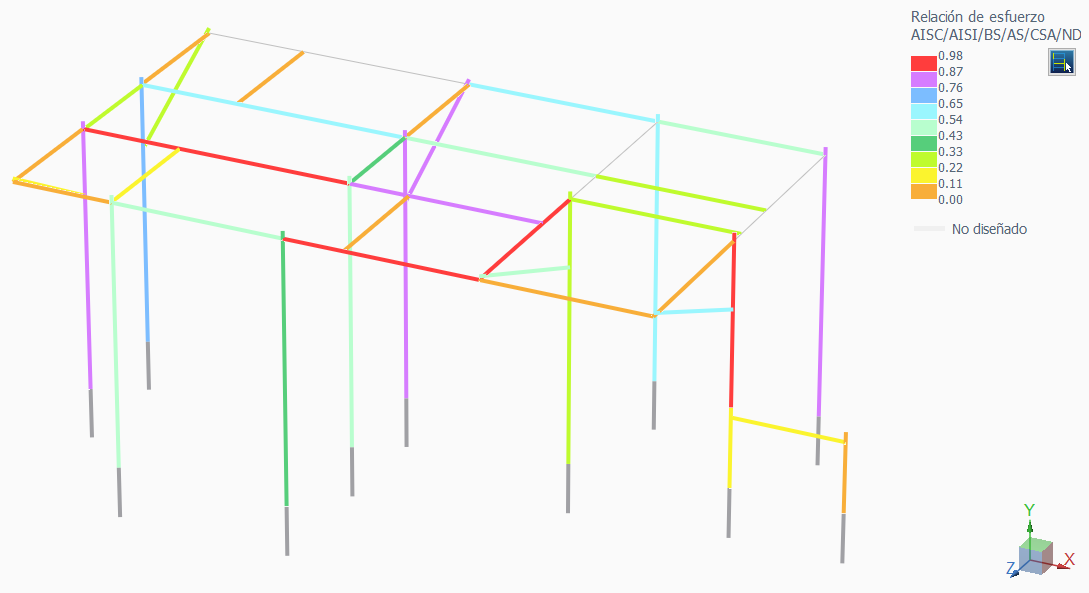 Relación de esfuerzo
AISC/AISI/BS/AS/CSA/ND
0.98
0.87
0.76
0.65
0.54
0.43
0.33
0.22
0.11
0.00
No diseñado
Y
X
Z